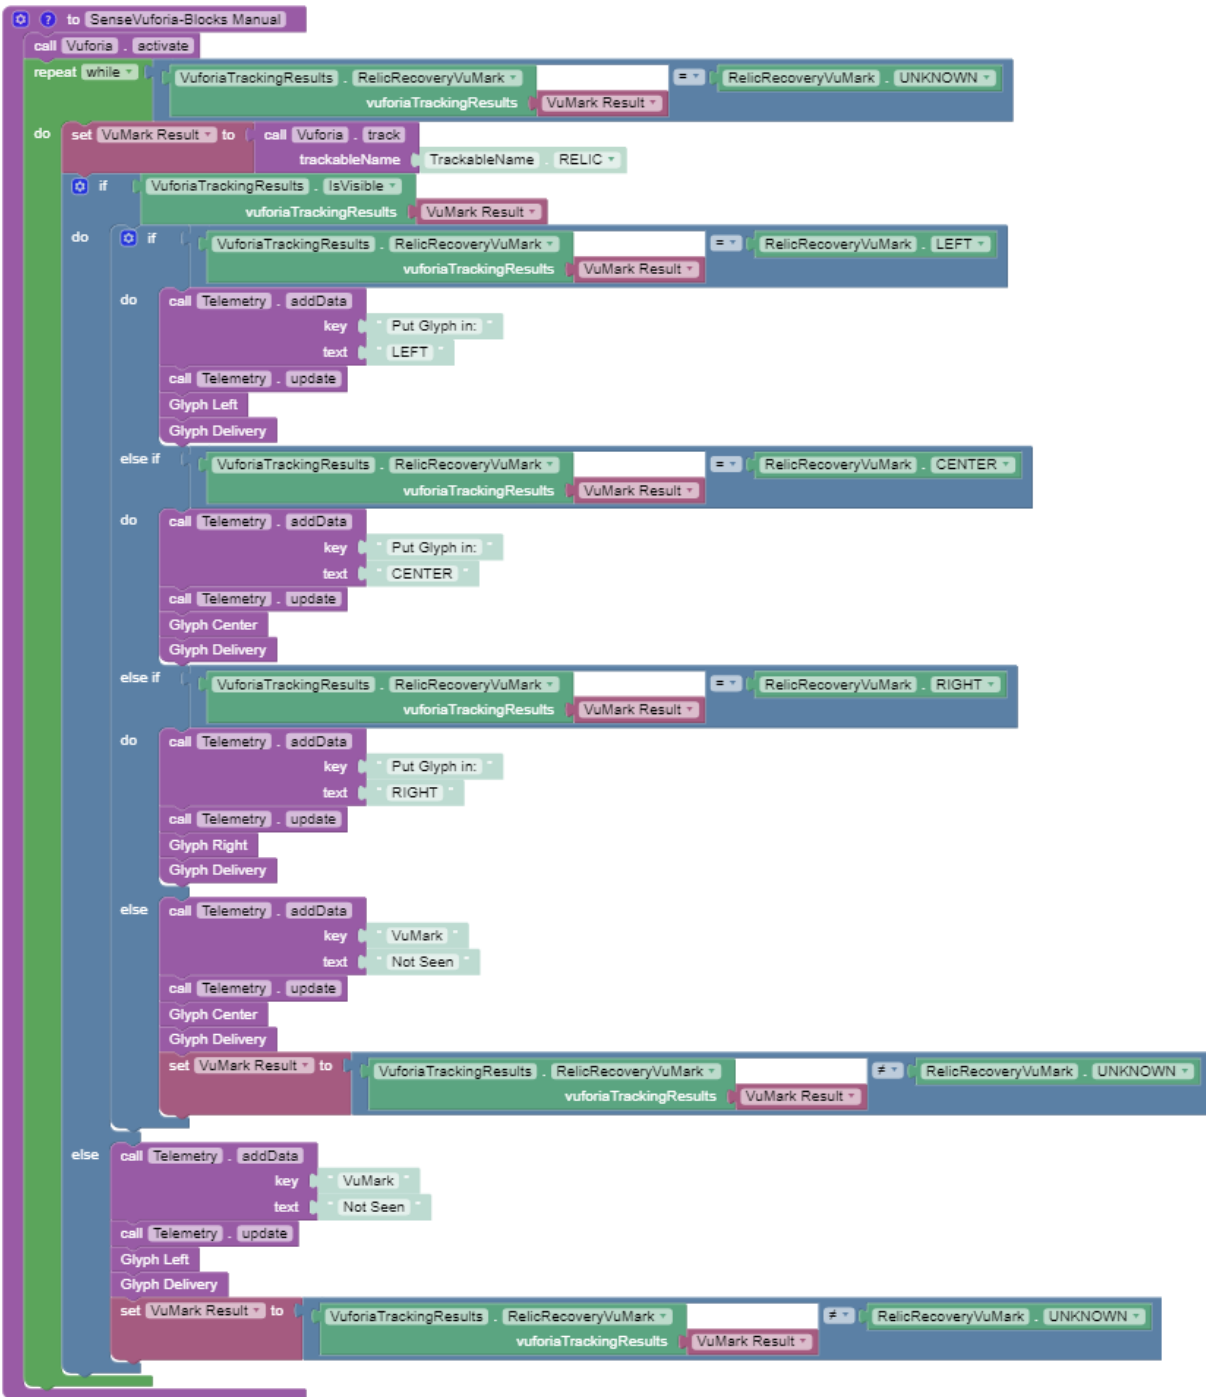 to SenseVuforia-Blocks Manual
call Vuforia . activate
repeat while VuforiaTrackingResults . RelicRecoveryVuMark = RelicRecoveryVuMark . UNKNOWN
vuforiaTrackingResults VuMark Result
do set VuMark Result to call Vuforia . track
trackableName TrackableName . RELIC
if VuforiaTrackingResults . IsVisible
vuforiaTrackingResults VuMark Result
do if VuforiaTrackingResults . RelicRecoveryVuMark = RelicRecoveryVuMark . LEFT
vuforiaTrackingResults VuMark Result
do call Telemetry . addData
key " Put Glyph in: "
text " LEFT "
call Telemetry . update
Glyph Left
Glyph Delivery
else if VuforiaTrackingResults . RelicRecoveryVuMark = RelicRecoveryVuMark . CENTER
vuforiaTrackingResults VuMark Result
do call Telemetry . addData
key " Put Glyph in: "
text " CENTER "
call Telemetry . update
Glyph Center
Glyph Delivery
else if VuforiaTrackingResults . RelicRecoveryVuMark = RelicRecoveryVuMark . RIGHT
vuforiaTrackingResults VuMark Result
do call Telemetry . addData
key " Put Glyph in: "
text " RIGHT "
call Telemetry . update
Glyph Right
Glyph Delivery
else call Telemetry . addData
key " VuMark "
text " Not Seen "
call Telemetry . update
Glyph Center
Glyph Delivery
set VuMark Result to VuforiaTrackingResults . RelicRecoveryVuMark ≠ RelicRecoveryVuMark . UNKNOWN
vuforiaTrackingResults VuMark Result
else call Telemetry . addData
key " VuMark "
text " Not Seen "
call Telemetry . update
Glyph Left
Glyph Delivery
set VuMark Result to VuforiaTrackingResults . RelicRecoveryVuMark ≠ RelicRecoveryVuMark . UNKNOWN
vuforiaTrackingResults VuMark Result